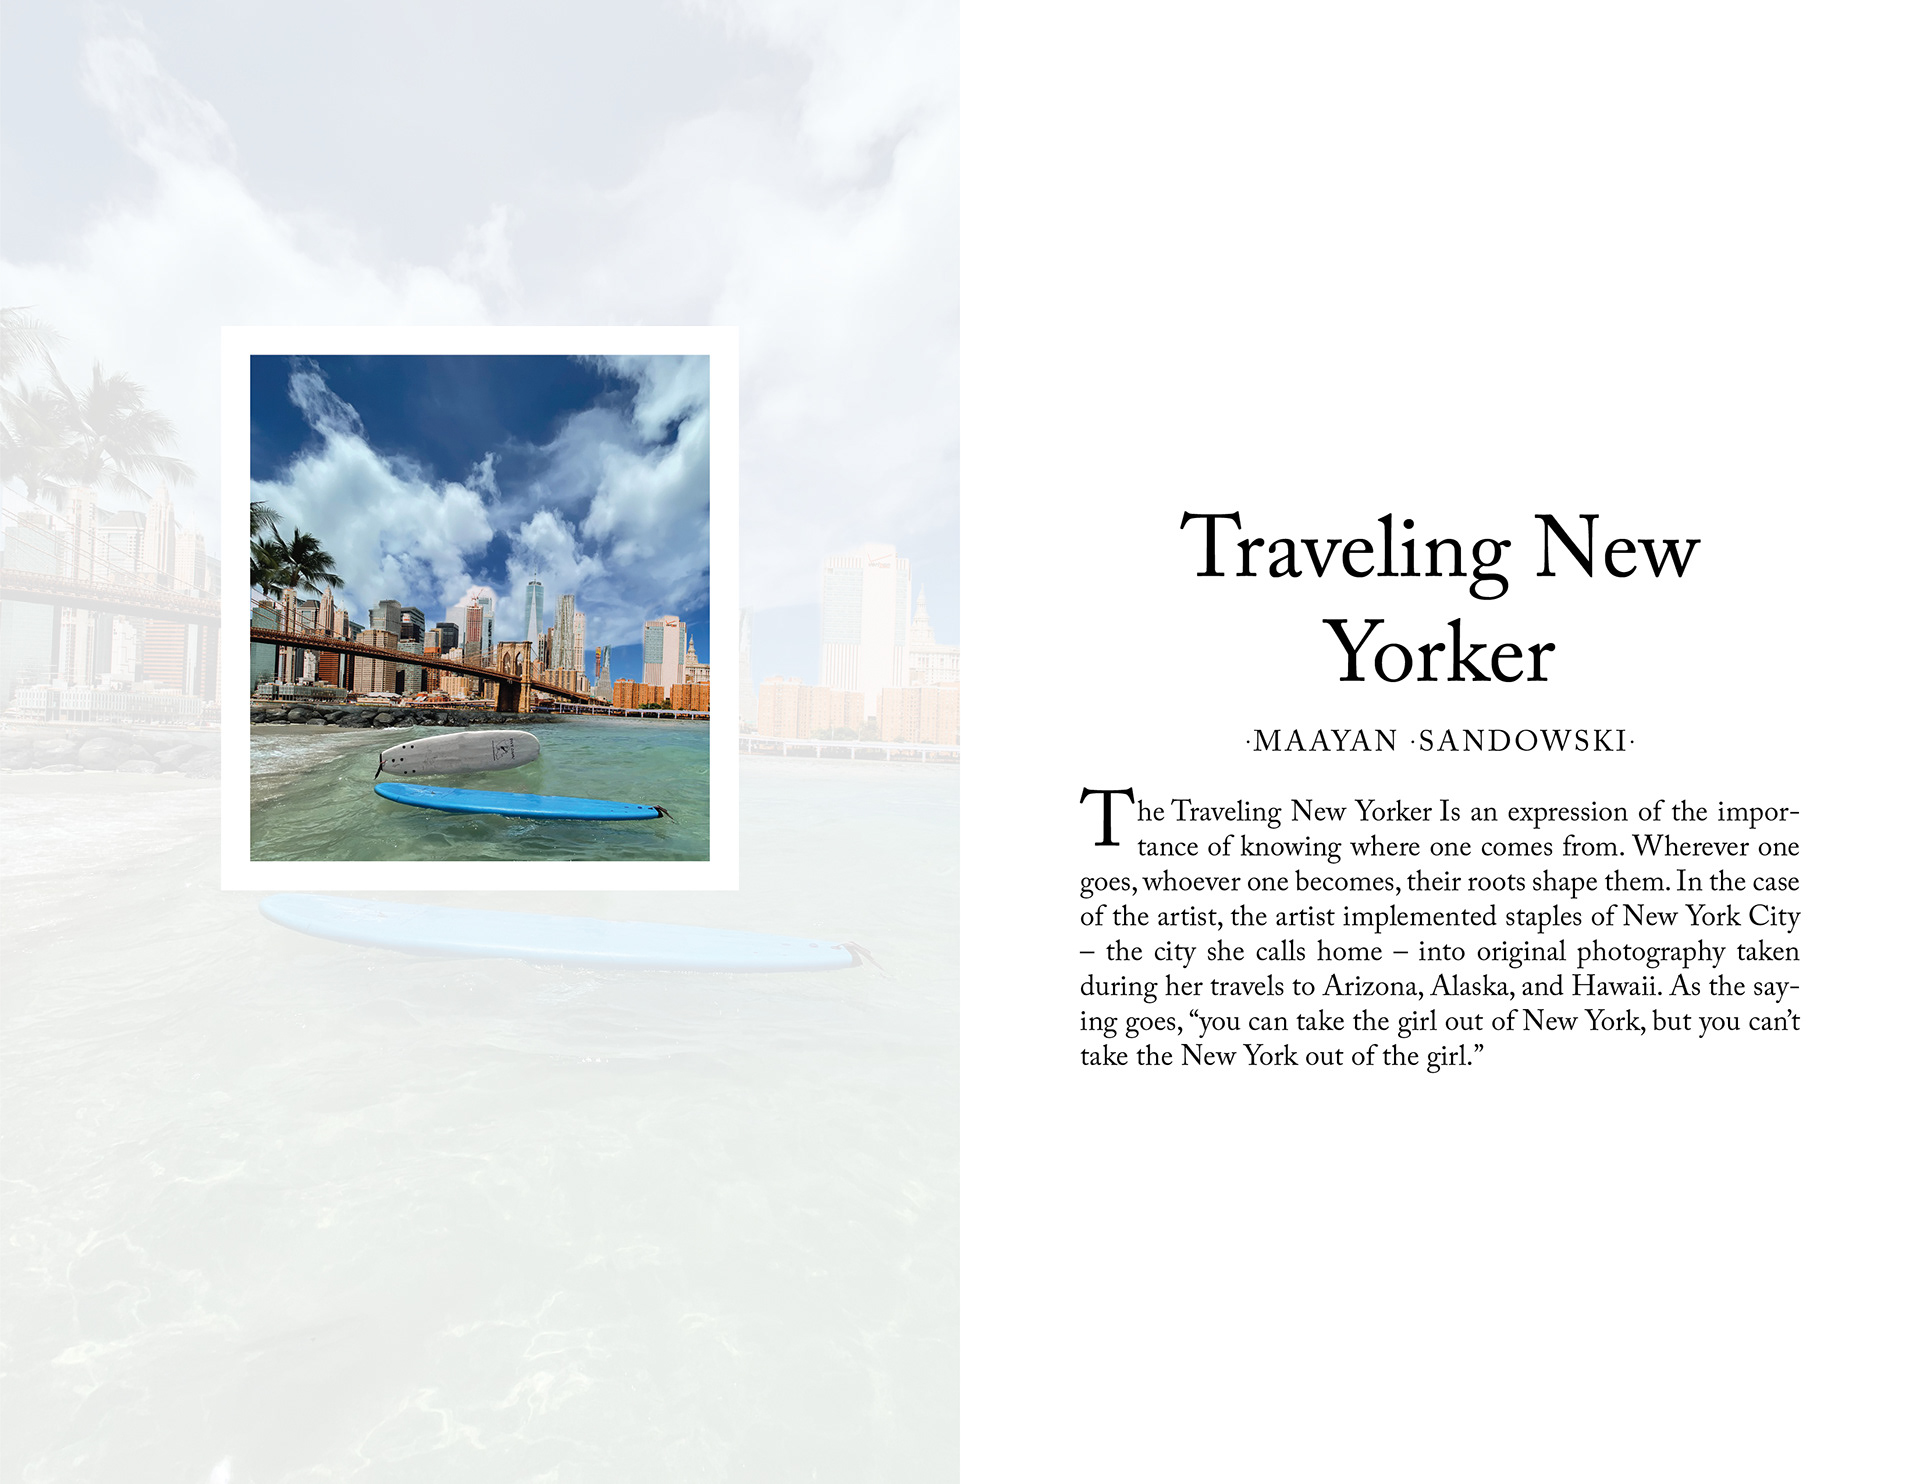 Traveling New
Yorker
·MAAYAN ·SANDOWSKI·
The Traveling New Yorker Is an expression of the impor-
tance of knowing where one comes from. Wherever one
goes, whoever one becomes, their roots shape them. In the case
of the artist, the artist implemented staples of New York City
– the city she calls home – into original photography taken
during her travels to Arizona, Alaska, and Hawaii. As the say-
ing goes, “you can take the girl out of New York, but you can’t
take the New York out of the girl.”